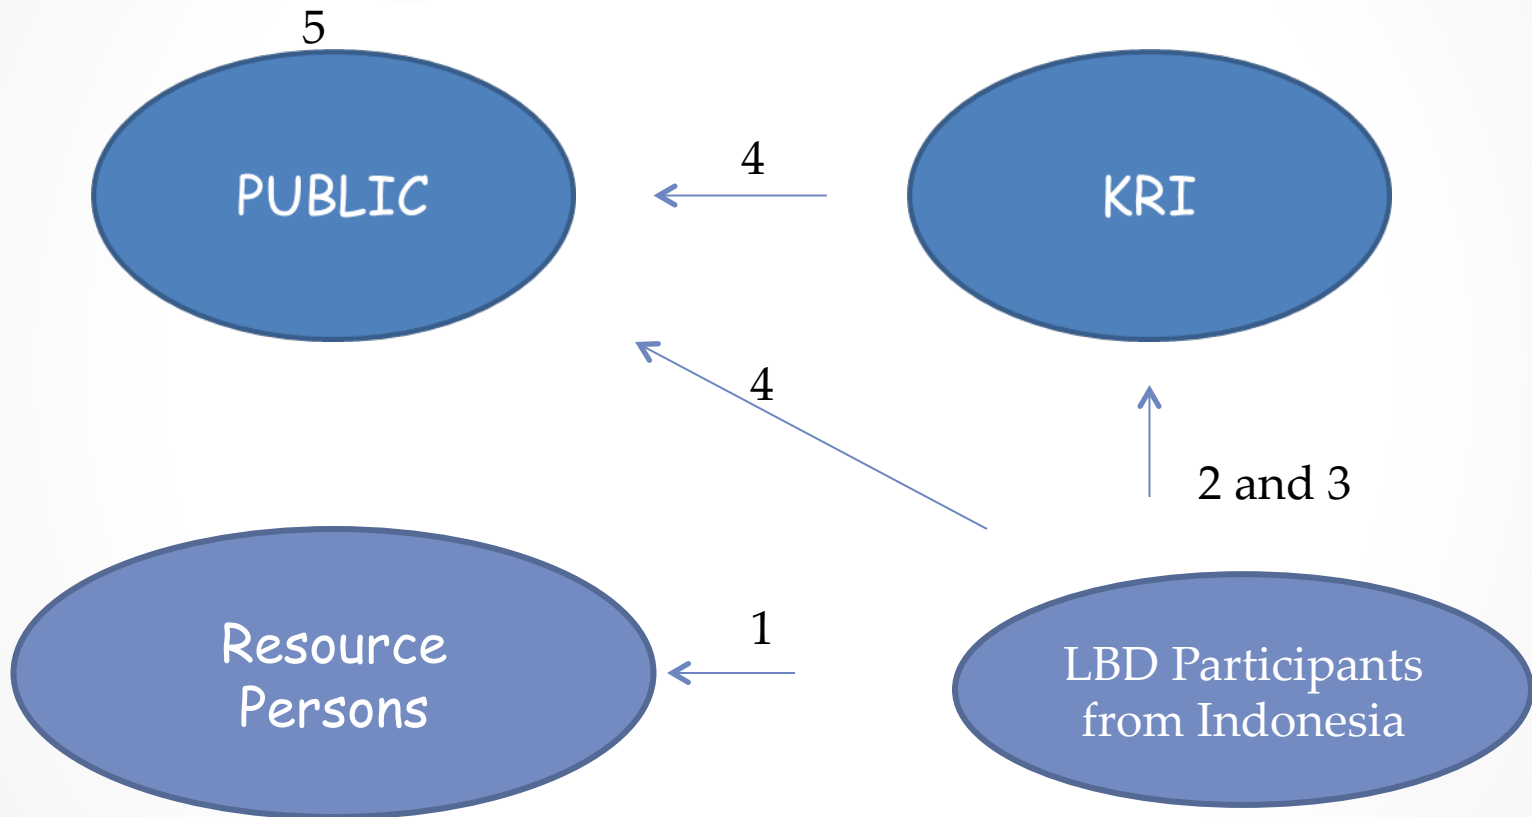 5
PUBLIC
4
KRI
4
2 and 3
Resource
Persons
1
LBD Participants
from Indonesia